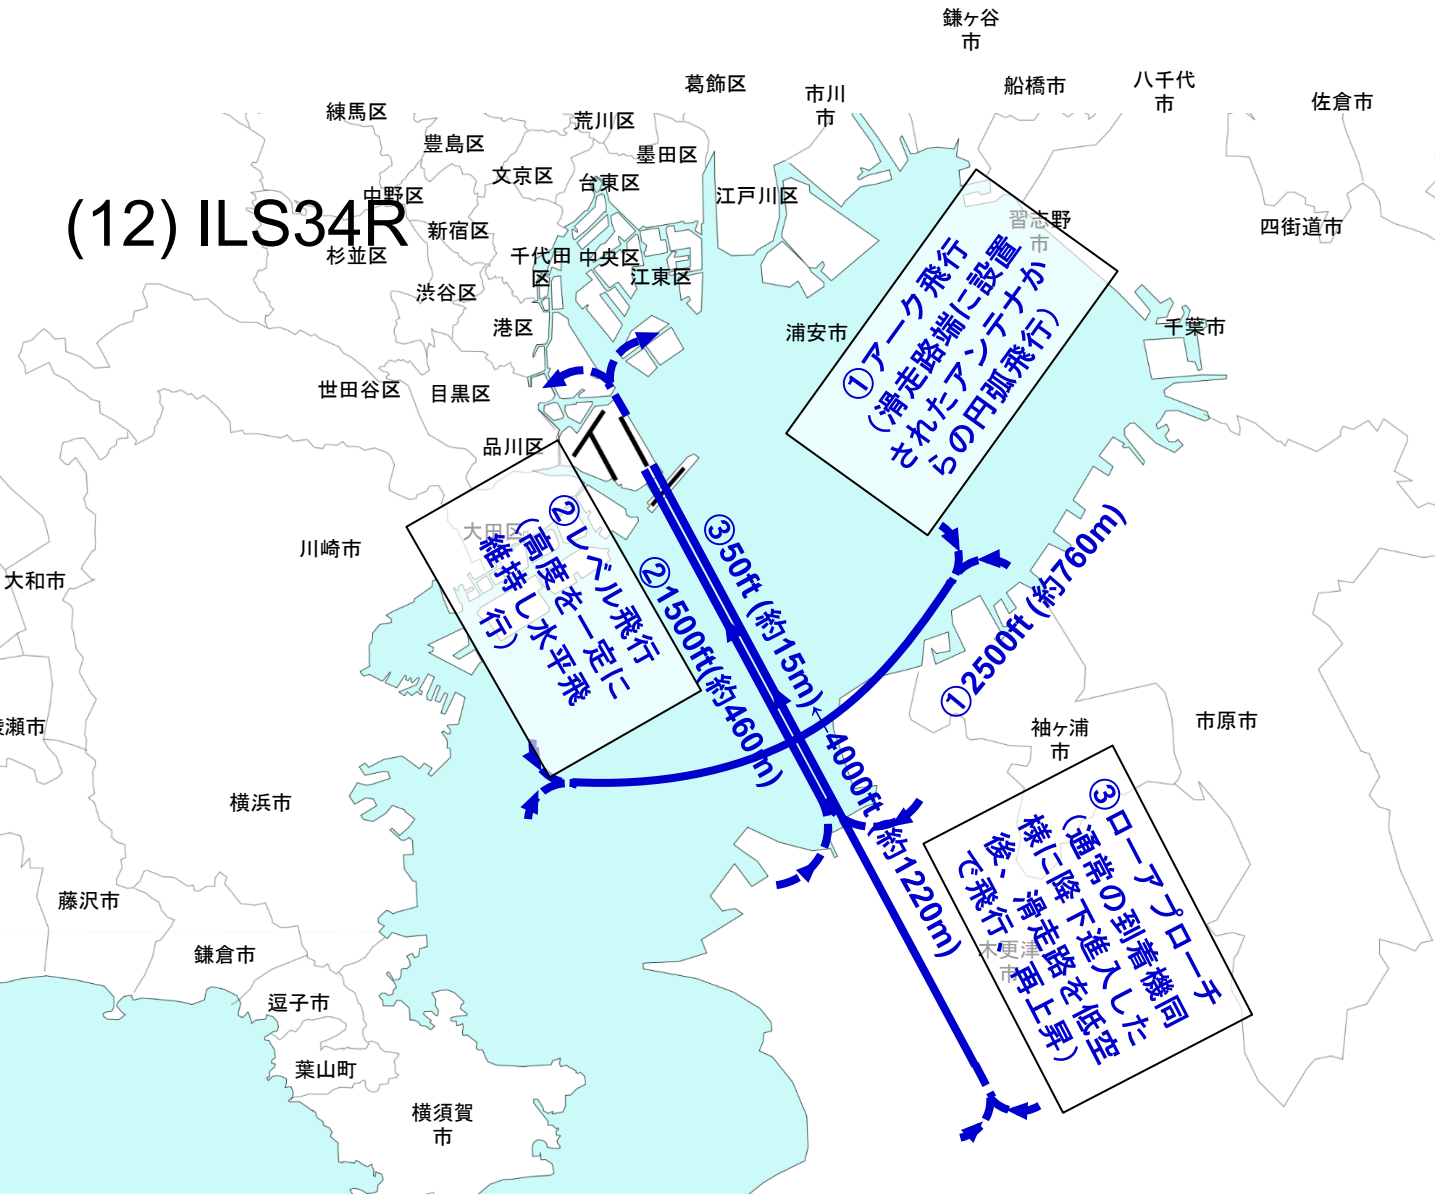 鎌ヶ谷
市
葛飾区
市川
市
船橋市
八千代
市
佐倉市
練馬区
荒川区
豊島区
墨田区
文京区
台東区
中野区
江戸川区
(12) ILS34R
新宿区
杉並区
千代田
区
中央区
江東区
習志野
市
四街道市
渋谷区
港区
浦安市
千葉市
世田谷区
目黒区
品川区
①アーク飛行
（滑走路端に設置
されたアンテナか
らの円弧飛行）
大田区
川崎市
大和市
②レベル飛行
（高度を一定に
維持し水平飛
行）
②1500ft(約460m)
③50ft (約15m)←4000ft (約1220m)
①2500ft (約760m)
綾瀬市
袖ヶ浦
市
市原市
横浜市
③ローアプローチ
（通常の到着機同
様に降下進入した
後、滑走路を低空
で飛行、再上昇）
木更津
市
藤沢市
鎌倉市
逗子市
葉山町
横須賀
市